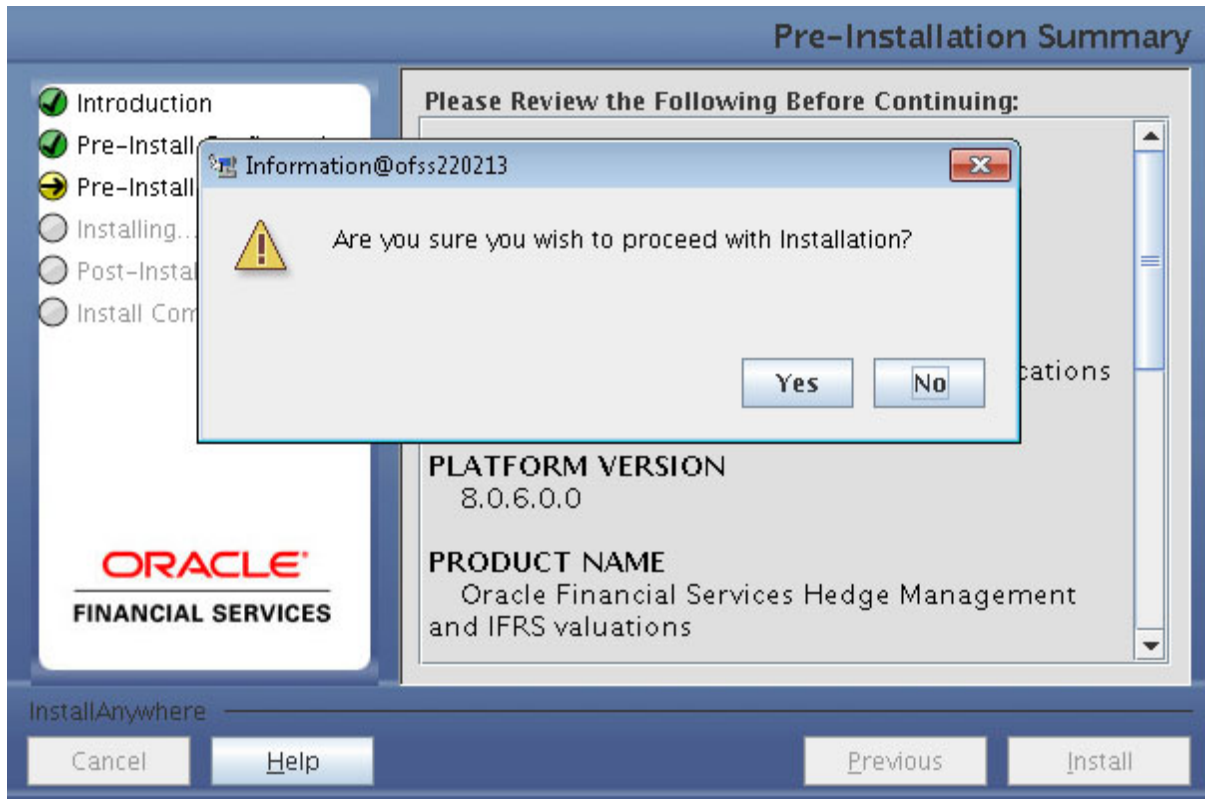 Pre-Installation Summary
Introduction
Pre-Install
Pre-Install
Installing...
Post-Instal
Install Com
ORACLE
FINANCIAL SERVICES
Please Review the Following Before Continuing:
Information@ofss220213
Are you sure you wish to proceed with Installation?
Yes
No
cations
PLATFORM VERSION
8.0.6.0.0
PRODUCT NAME
Oracle Financial Services Hedge Management
and IFRS valuations
InstallAnywhere
Cancel
Help
Previous
Install